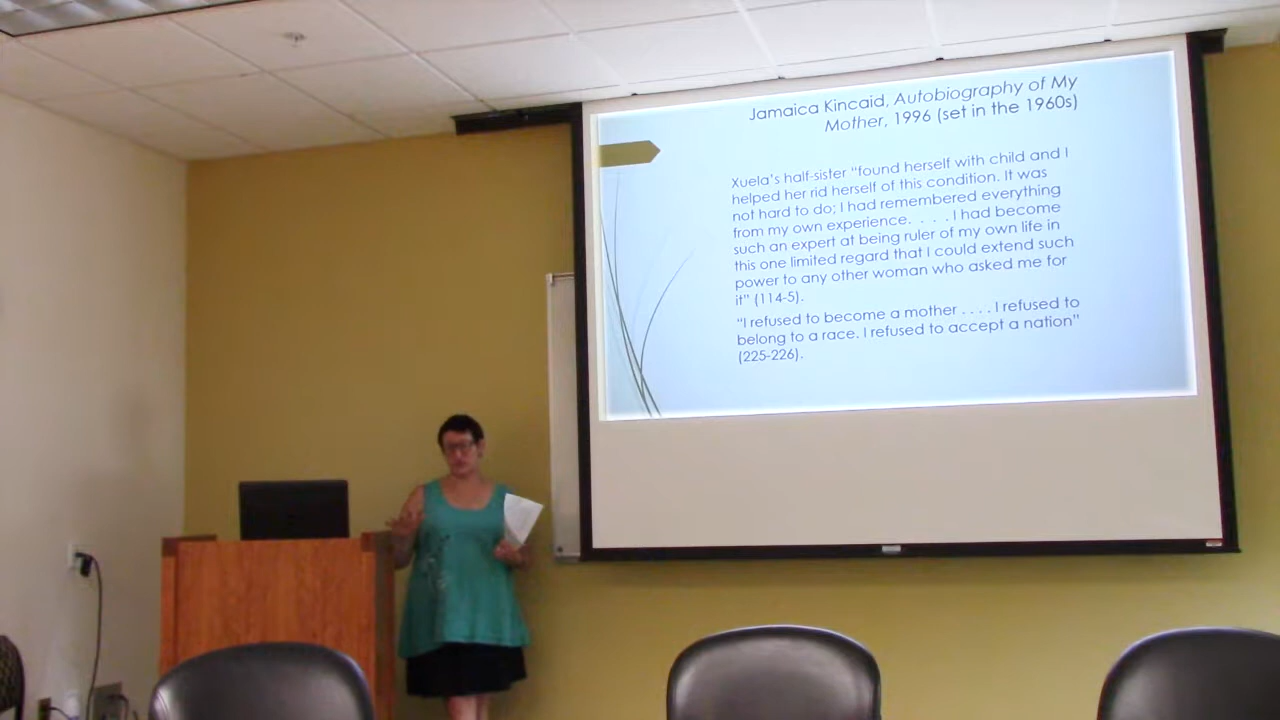 Jamaica Kincaid, Autobiography of My
Mother, 1996 (set in the 1960s)
Xuela's half-sister "found herself with child and I
helped her rid herself of this condition. It was
not hard to do; I had remembered everything
from my own experience. . . . I had become
such an expert at being ruler of my own life in
this one limited regard that I could extend such
power to any other woman who asked me for
it" (114-5).
"I refused to become a mother . . . . I refused to
belong to a race. I refused to accept a nation"
(225-226).